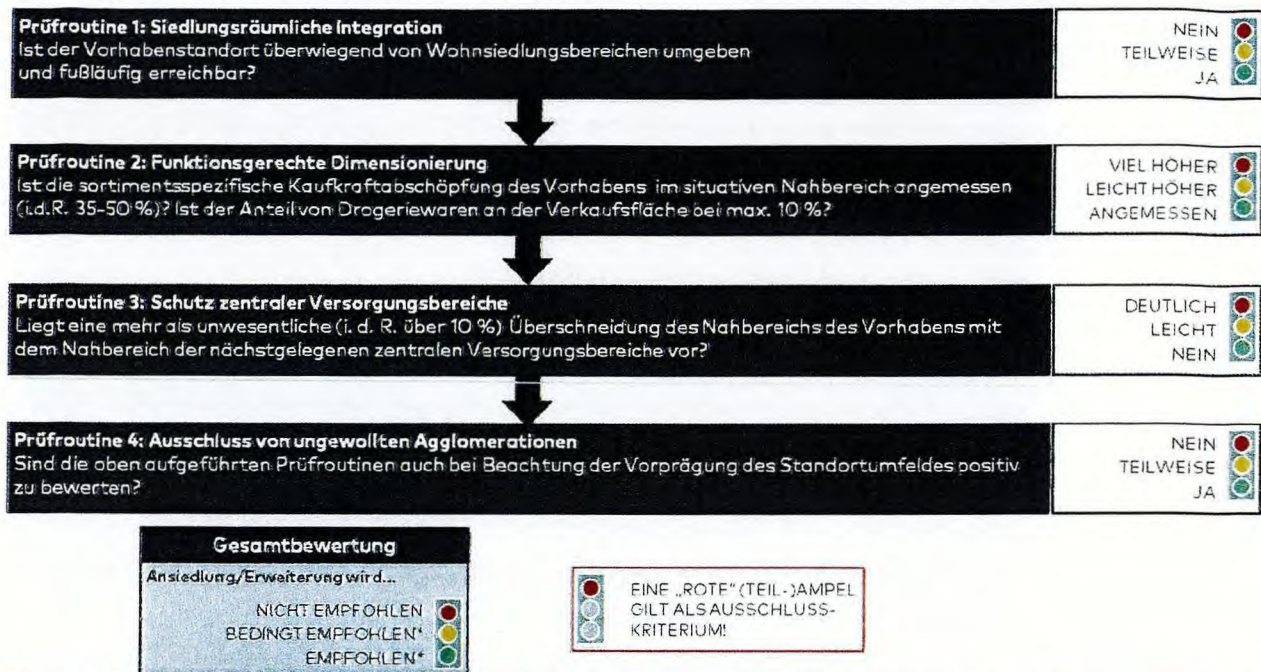 Prüfroutine 1: Siedlungsräumliche Integration
Ist der Vorhabenstandort überwiegend von Wohnsiedlungsbereichen umgeben
und fußläufig erreichbar?
NEIN
TEILWEISE
JA
Prüfroutine 2: Funktionsgerechte Dimensionierung
Ist die sortimentsspezifische Kaufkraftabschöpfung des Vorhabens im situativen Nahbereich angemessen
(i.d.R. 35-50 %)? Ist der Anteil von Drogeriewaren an der Verkaufsfläche bei max. 10 %?
VIEL HÖHER
LEICHT HÖHER
ANGEMESSEN
Prüfroutine 3: Schutz zentraler Versorgungsbereiche
Liegt eine mehr als unwesentliche (i. d. R. über 10 %) Überschneidung des Nahbereichs des Vorhabens mit
dem Nahbereich der nächstgelegenen zentralen Versorgungsbereiche vor?
DEUTLICH
LEICHT
NEIN
Prüfroutine 4: Ausschluss von ungewollten Agglomerationen
Sind die oben aufgeführten Prüfroutinen auch bei Beachtung der Vorprägung des Standortumfeldes positiv
zu bewerten?
NEIN
TEILWEISE
JA
Gesamtbewertung
Ansiedlung/Erweiterung wird...
NICHT EMPFOHLEN
BEDINGT EMPFOHLEN*
EMPFOHLEN*
EINE „ROTE" (TEIL-)AMPEL
GILT ALS AUSSCHLUSS-
KRITERIUM!